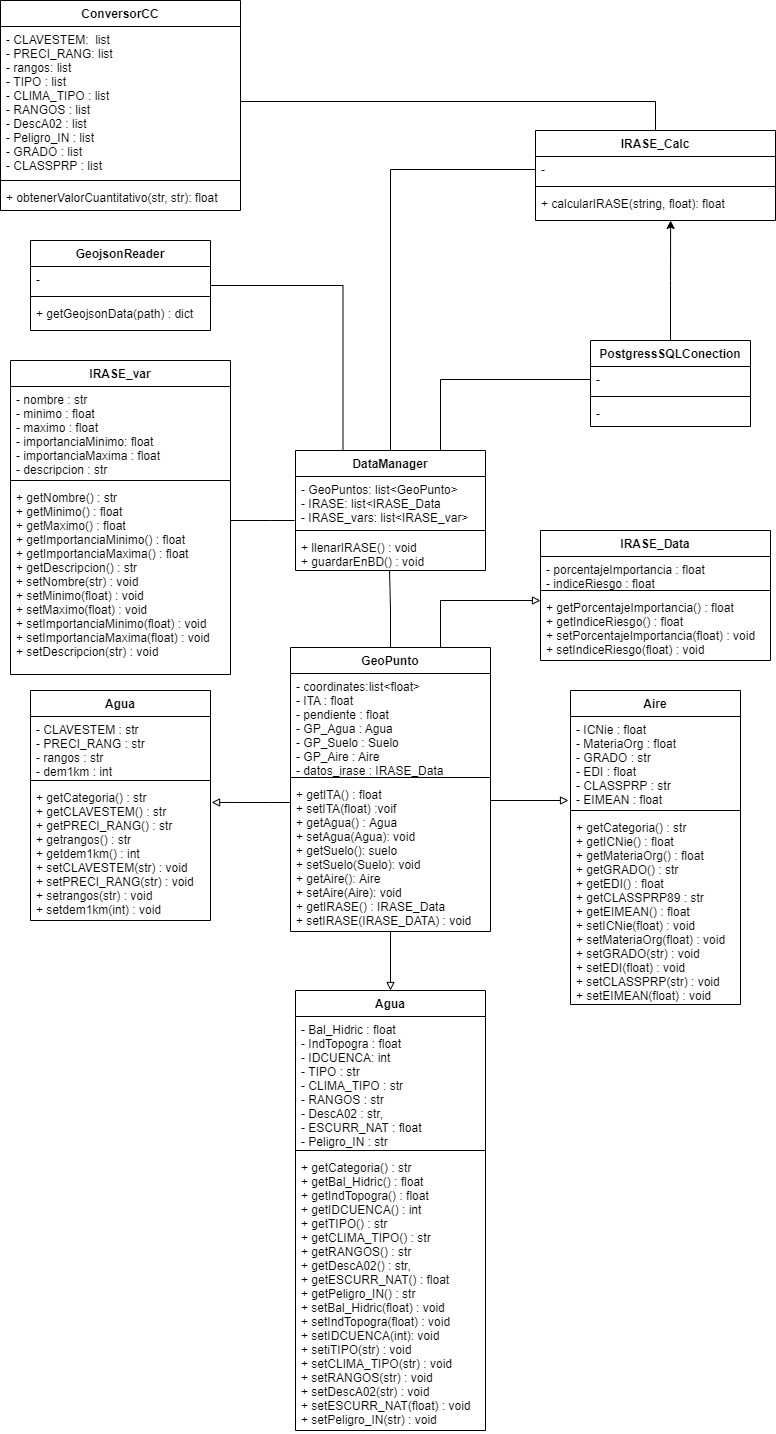 ConversorCC
- CLAVESTEM:  list
- PRECI_RANG: list
- rangos: list
- TIPO : list
- CLIMA_TIPO : list
- RANGOS : list
- DescA02 : list
- Peligro_IN : list
- GRADO : list
- CLASSPRP : list
+ obtenerValorCuantitativo(str, str): float
IRASE_Calc
-
+ calcularIRASE(string, float): float
GeojsonReader
-
+ getGeojsonData(path) : dict
PostgressSQLConection
-
-
IRASE_var
- nombre : str
- minimo : float
- maximo : float
- importanciaMinimo: float
- importanciaMaxima : float
- descripcion : str
+ getNombre() : str
+ getMinimo() : float
+ getMaximo() : float
+ getImportanciaMinimo() : float
+ getImportanciaMaxima() : float
+ getDescripcion() : str
+ setNombre(str) : void
+ setMinimo(float) : void
+ setMaximo(float) : void
+ setImportanciaMinimo(float) : void
+ setImportanciaMaxima(float) : void
+ setDescripcion(str) : void
DataManager
- GeoPuntos: list<GeoPunto>
- IRASE: list<IRASE_Data
- IRASE_vars: list<IRASE_var>
+ llenarIRASE() : void
+ guardarEnBD() : void
IRASE_Data
- porcentajeImportancia : float
- indiceRiesgo : float
+ getPorcentajeImportancia() : float
+ getIndiceRiesgo() : float
+ setPorcentajeImportancia(float) : void
+ setIndiceRiesgo(float) : void
GeoPunto
- coordinates:list<float>
- ITA : float
- pendiente : float
- GP_Agua : Agua
- GP_Suelo : Suelo
- GP_Aire : Aire
- datos_irase : IRASE_Data
+ getITA() : float
+ setITA(float) :voif
+ getAgua() : Agua
+ setAgua(Agua): void
+ getSuelo(): suelo
+ setSuelo(Suelo): void
+ getAire(): Aire
+ setAire(Aire): void
+ getIRASE() : IRASE_Data
+ setIRASE(IRASE_DATA) : void
Agua
- CLAVESTEM : str
- PRECI_RANG : str
- rangos : str
- dem1km : int
+ getCategoria() : str
+ getCLAVESTEM() : str
+ getPRECI_RANG() : str
+ getrangos() : str
+ getdem1km() : int
+ setCLAVESTEM(str) : void
+ setPRECI_RANG(str) : void
+ setrangos(str) : void
+ setdem1km(int) : void
Aire
- ICNie : float
- MateriaOrg : float
- GRADO : str
- EDI : float
- CLASSPRP : str
- EIMEAN : float
+ getCategoria() : str
+ getICNie() : float
+ getMateriaOrg() : float
+ getGRADO() : str
+ getEDI() : float
+ getCLASSPRP89 : str
+ getEIMEAN() : float
+ setICNie(float) : void
+ setMateriaOrg(float) : void
+ setGRADO(str) : void
+ setEDI(float) : void
+ setCLASSPRP(str) : void
+ setEIMEAN(float) : void
Agua
- Bal_Hidric : float
- IndTopogra : float
- IDCUENCA: int
- TIPO : str
- CLIMA_TIPO : str
- RANGOS : str
- DescA02 : str,
- ESCURR_NAT : float
- Peligro_IN : str
+ getCategoria() : str
+ getBal_Hidric() : float
+ getIndTopogra() : float
+ getIDCUENCA() : int
+ getTIPO() : str
+ getCLIMA_TIPO() : str
+ getRANGOS() : str
+ getDescA02() : str,
+ getESCURR_NAT() : float
+ getPeligro_IN() : str
+ setBal_Hidric(float) : void
+ setIndTopogra(float) : void
+ setIDCUENCA(int): void
+ setiTIPO(str) : void
+ setCLIMA_TIPO(str) : void
+ setRANGOS(str) : void
+ setDescA02(str) : void
+ setESCURR_NAT(float) : void
+ setPeligro_IN(str) : void